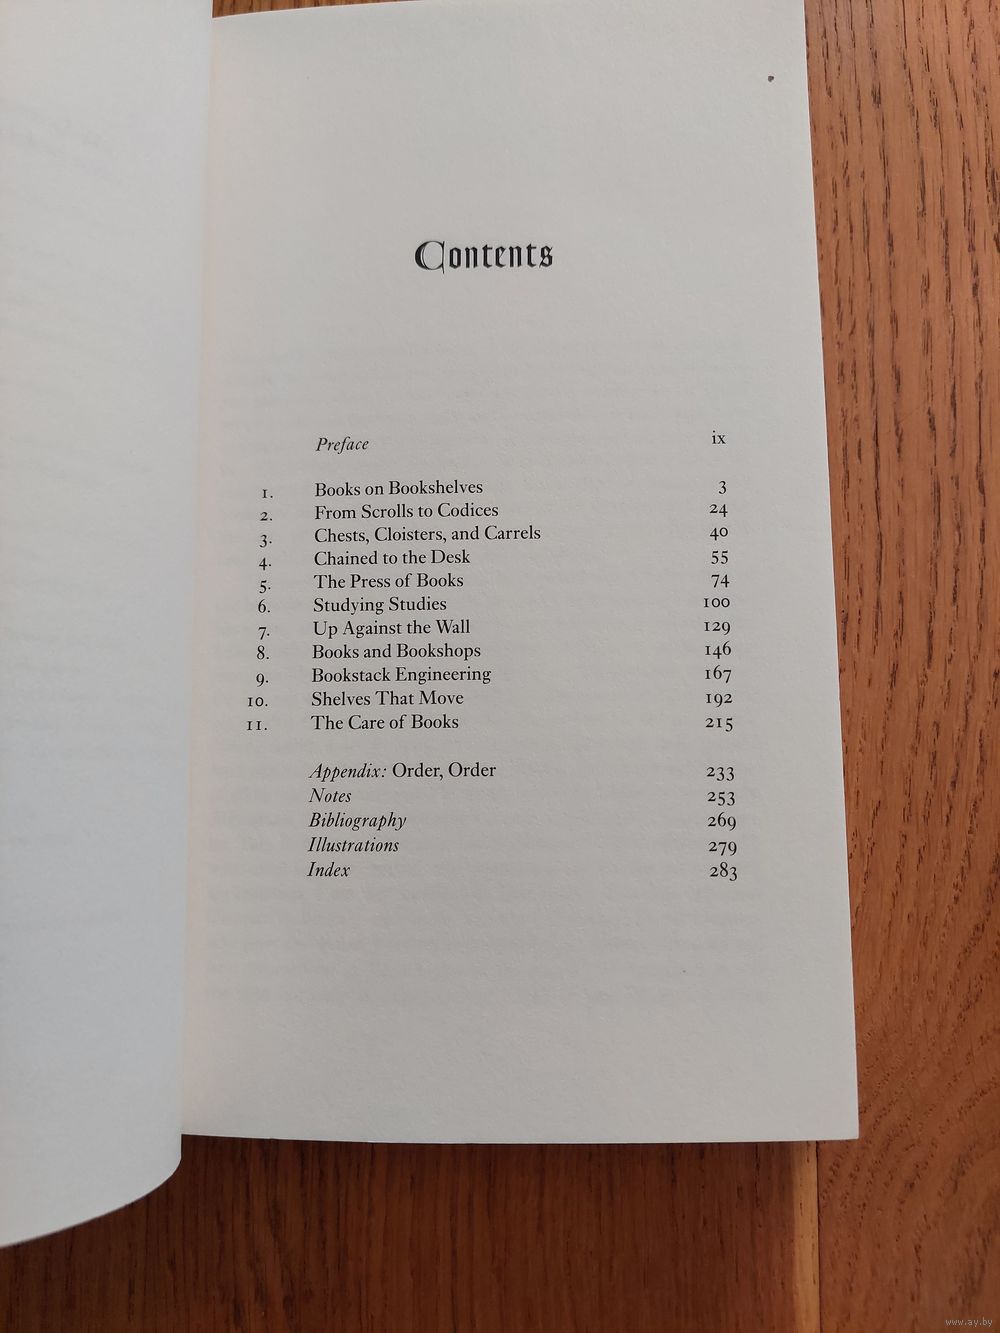 Contents
Preface ix
1. Books on Bookshelves 3
2. From Scrolls to Codices 24
3. Chests, Cloisters, and Carrels 40
4. Chained to the Desk 55
5. The Press of Books 74
6. Studying Studies 100
7. Up Against the Wall 129
8. Books and Bookshops 146
9. Bookstack Engineering 167
10. Shelves That Move 192
11. The Care of Books 215
Appendix: Order, Order 233
Notes 253
Bibliography 269
Illustrations 279
Index 283
www.ay.by